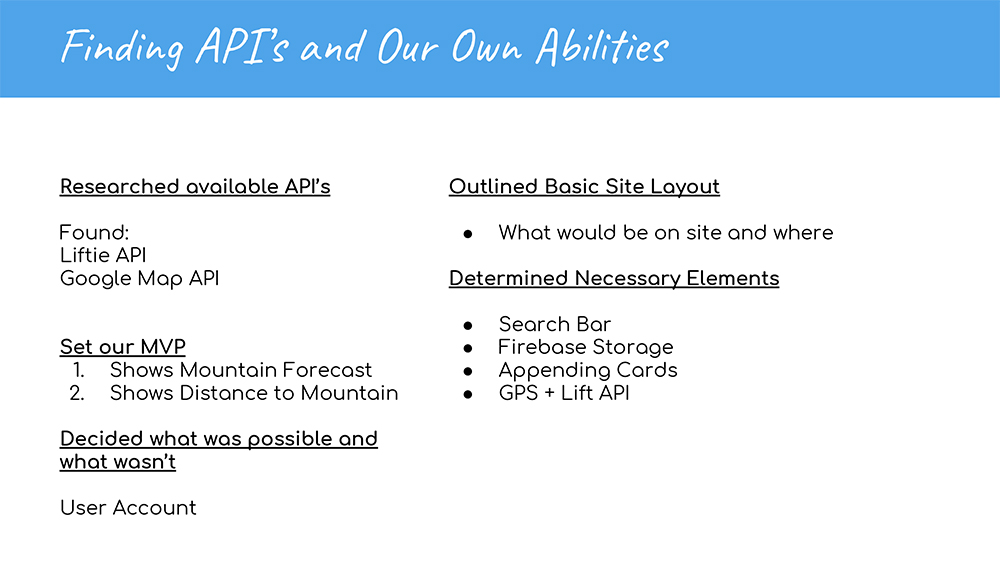 Finding API's and Our Own Abilities
Researched available API's
Found:
Liftie API
Google Map API
Set our MVP
1. Shows Mountain Forecast
2. Shows Distance to Mountain
Decided what was possible and
what wasn't
User Account
Outlined Basic Site Layout
● What would be on site and where
Determined Necessary Elements
● Search Bar
● Firebase Storage
● Appending Cards
● GPS + Lift API